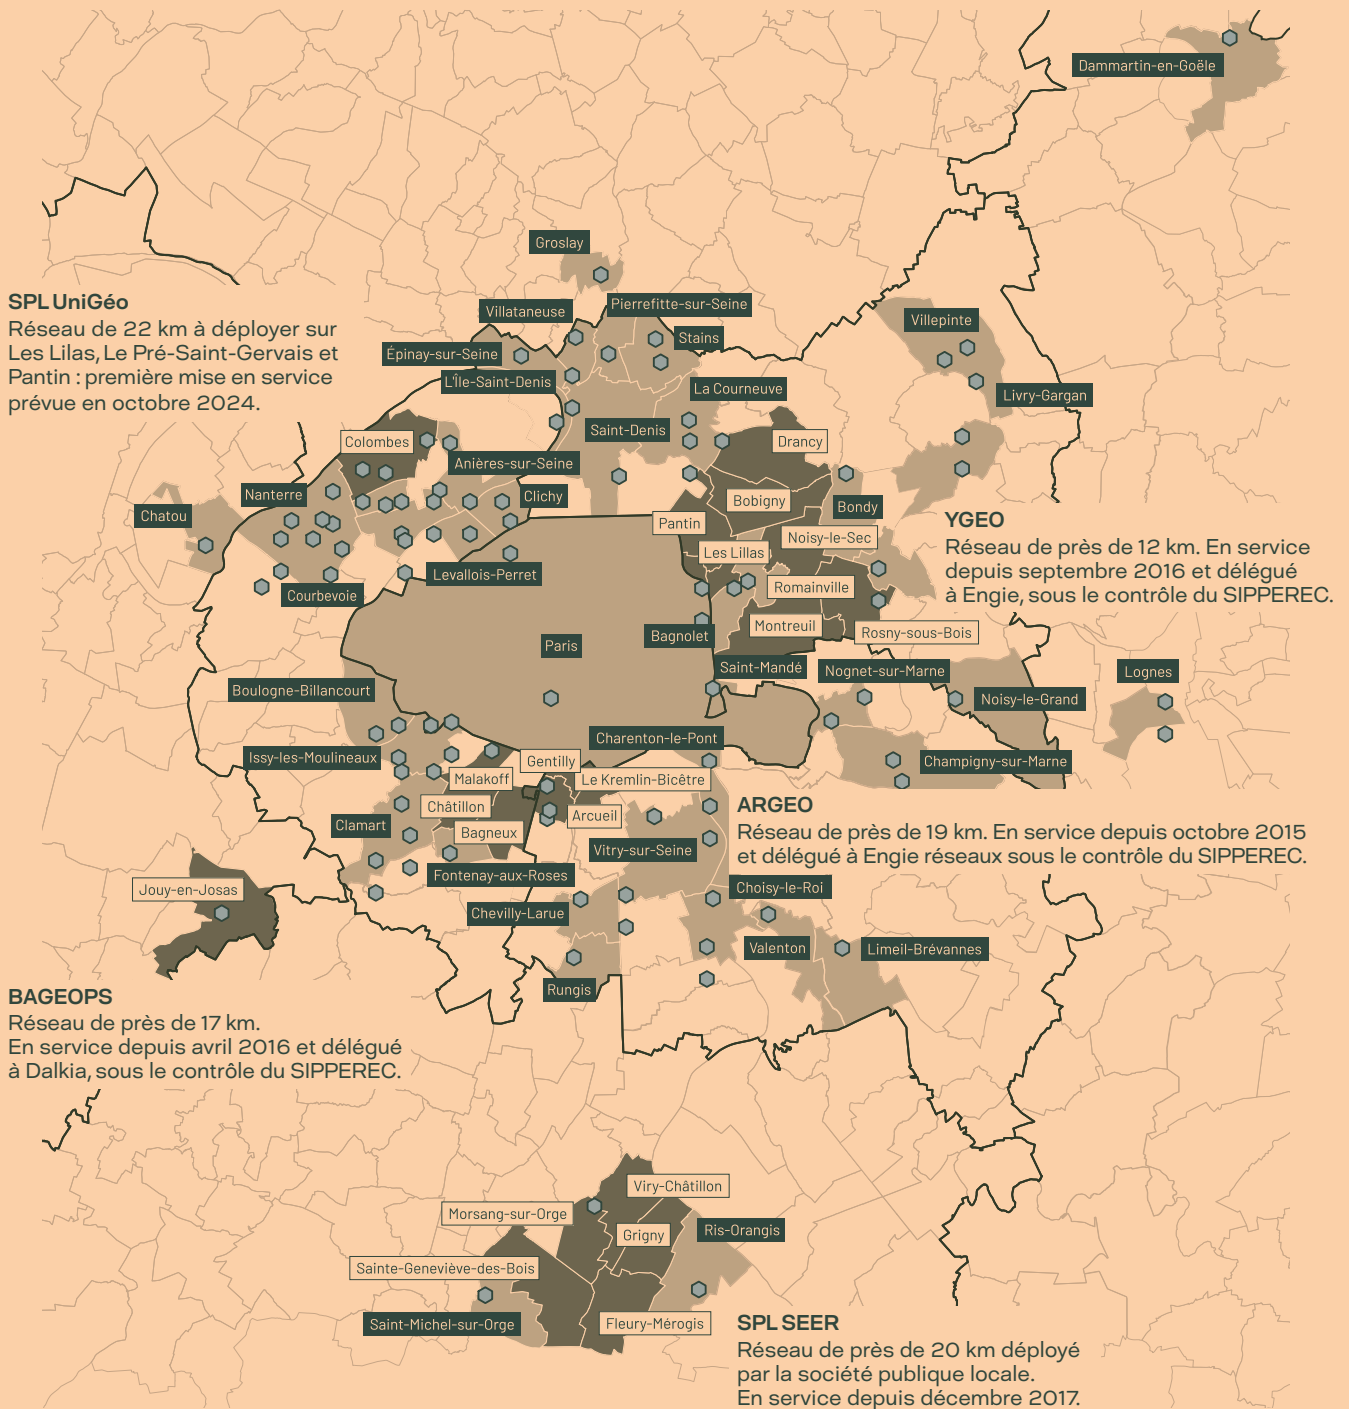 Dammartin-en-Goële
Groslay
SPL UniGéo
Réseau de 22 km à déployer sur
Les Lilas, Le Pré-Saint-Gervais et
Pantin : première mise en service
prévue en octobre 2024.
Villataneuse
Pierrefitte-sur-Seine
Villepinte
Épinay-sur-Seine
Stains
L'Île-Saint-Denis
La Courneuve
Livry-Gargan
Colombes
Saint-Denis
Drancy
Anières-sur-Seine
Nanterre
Clichy
Bobigny
Bondy
Chatou
Pantin
Noisy-le-Sec
YGEO
Réseau de près de 12 km. En service
depuis septembre 2016 et délégué
à Engie, sous le contrôle du SIPPEREC.
Les Lillas
Levallois-Perret
Romainville
Courbevoie
Montreuil
Rosny-sous-Bois
Bagnolet
Paris
Saint-Mandé
Nognet-sur-Marne
Lognes
Boulogne-Billancourt
Noisy-le-Grand
Charenton-le-Pont
Issy-les-Moulineaux
Gentilly
Champigny-sur-Marne
Malakoff
Le Kremlin-Bicêtre
Châtillon
Arcueil
ARGEO
Réseau de près de 19 km. En service depuis octobre 2015
et délégué à Engie réseaux sous le contrôle du SIPPEREC.
Clamart
Bagneux
Vitry-sur-Seine
Fontenay-aux-Roses
Jouy-en-Josas
Choisy-le-Roi
Chevilly-Larue
Valenton
Limeil-Brévannes
Rungis
BAGEOPS
Réseau de près de 17 km.
En service depuis avril 2016 et délégué
à Dalkia, sous le contrôle du SIPPEREC.
Viry-Châtillon
Morsang-sur-Orge
Grigny
Ris-Orangis
Sainte-Geneviève-des-Bois
Saint-Michel-sur-Orge
Fleury-Mérogis
SPL SEER
Réseau de près de 20 km déployé
par la société publique locale.
En service depuis décembre 2017.